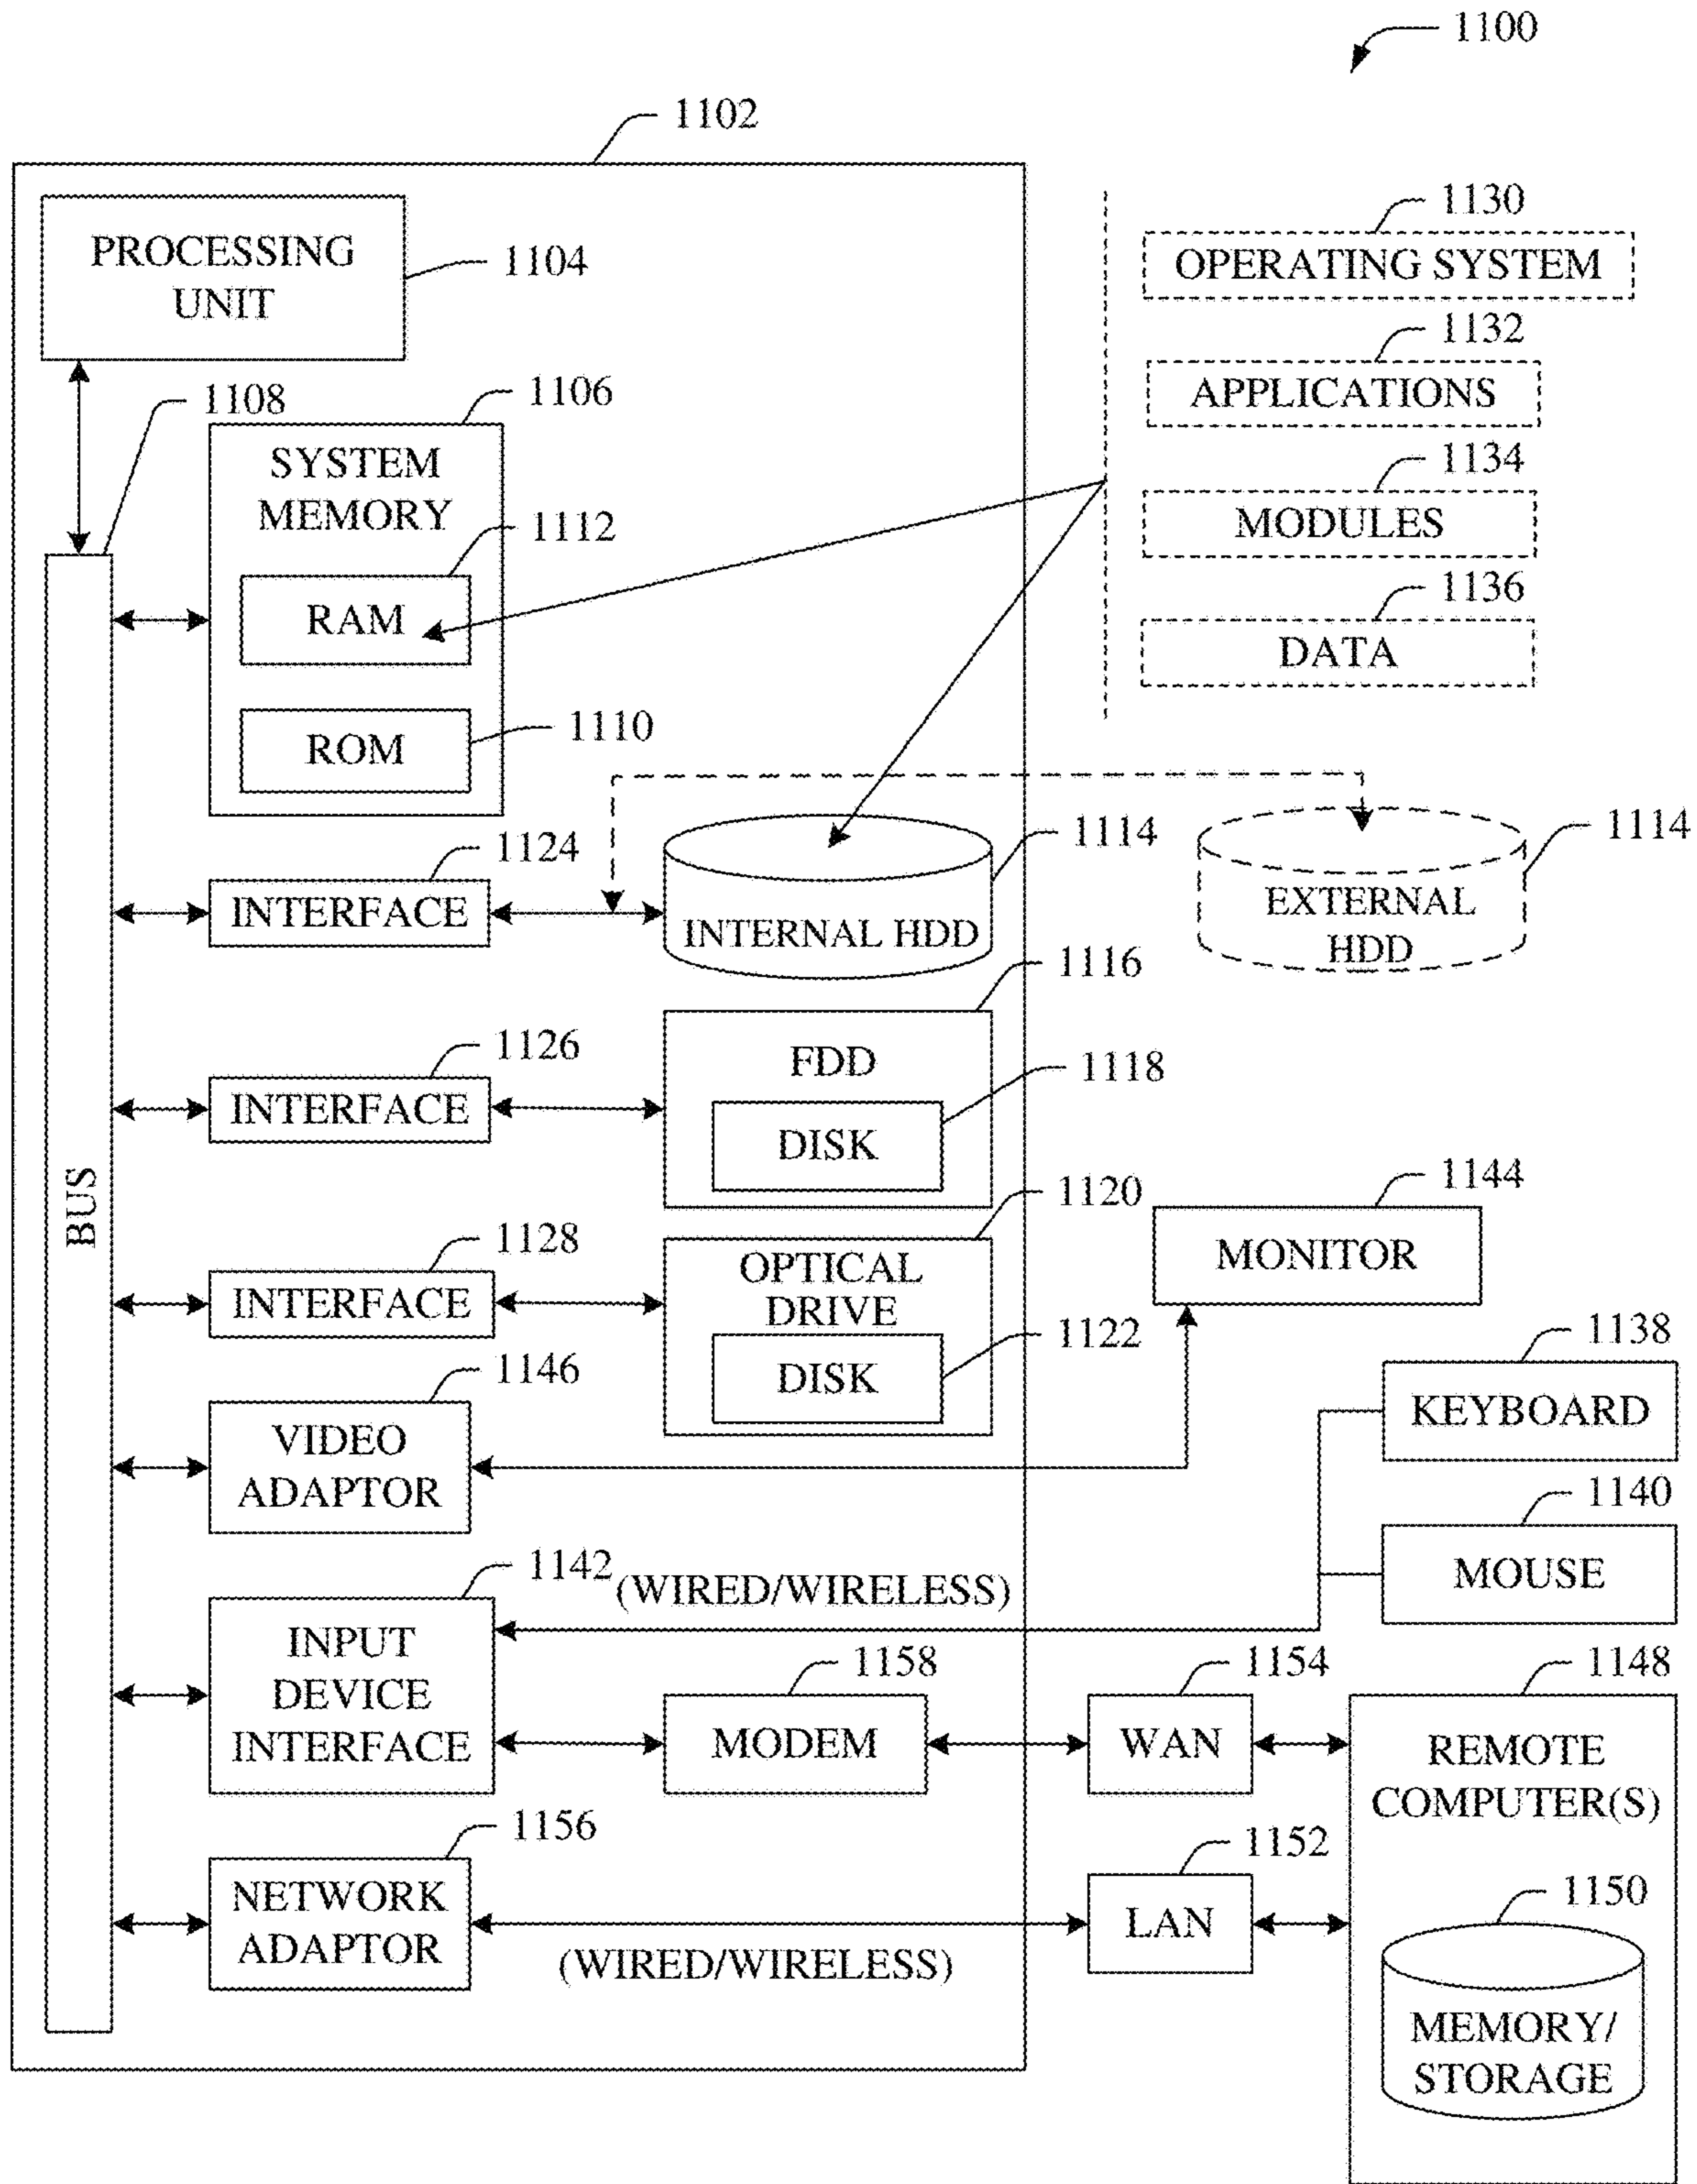 1100
1102
PROCESSING
UNIT
1104
1130
OPERATING SYSTEM
1132
APPLICATIONS
1134
MODULES
1136
DATA
1108
1106
SYSTEM
MEMORY
1112
RAM
1110
ROM
1124
INTERFACE
1114
INTERNAL HDD
1114
EXTERNAL
HDD
1126
INTERFACE
1116
FDD
1118
DISK
BUS
1128
INTERFACE
1120
OPTICAL
DRIVE
1122
DISK
1144
MONITOR
1146
VIDEO
ADAPTOR
1138
KEYBOARD
1140
MOUSE
1142
(WIRED/WIRELESS)
INPUT
DEVICE
INTERFACE
1158
MODEM
1154
WAN
1148
REMOTE
COMPUTER(S)
1156
NETWORK
ADAPTOR
(WIRED/WIRELESS)
1152
LAN
1150
MEMORY/
STORAGE